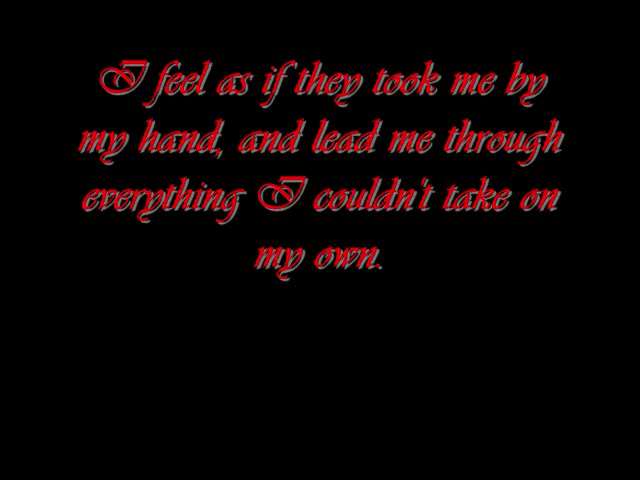 I feel as if they took me by
my hand, and lead me through
everything I couldn't take on
my own.